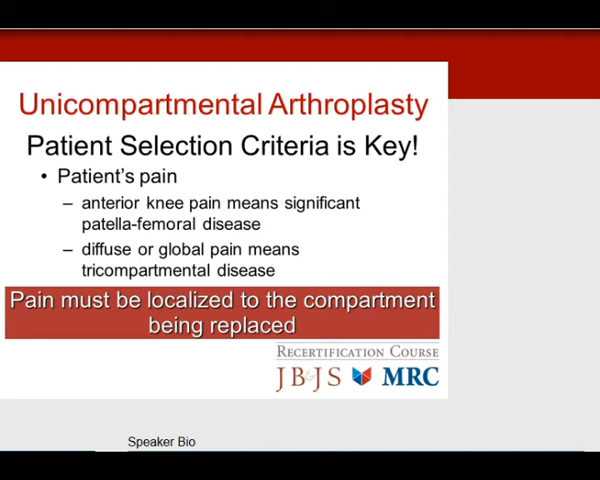 Unicompartmental Arthroplasty
Patient Selection Criteria is Key!
• Patient's pain
– anterior knee pain means significant
patella-femoral disease
– diffuse or global pain means
tricompartmental disease
Pain must be localized to the compartment
being replaced
RECERTIFICATION COURSE
JB&JS MRC
Speaker Bio